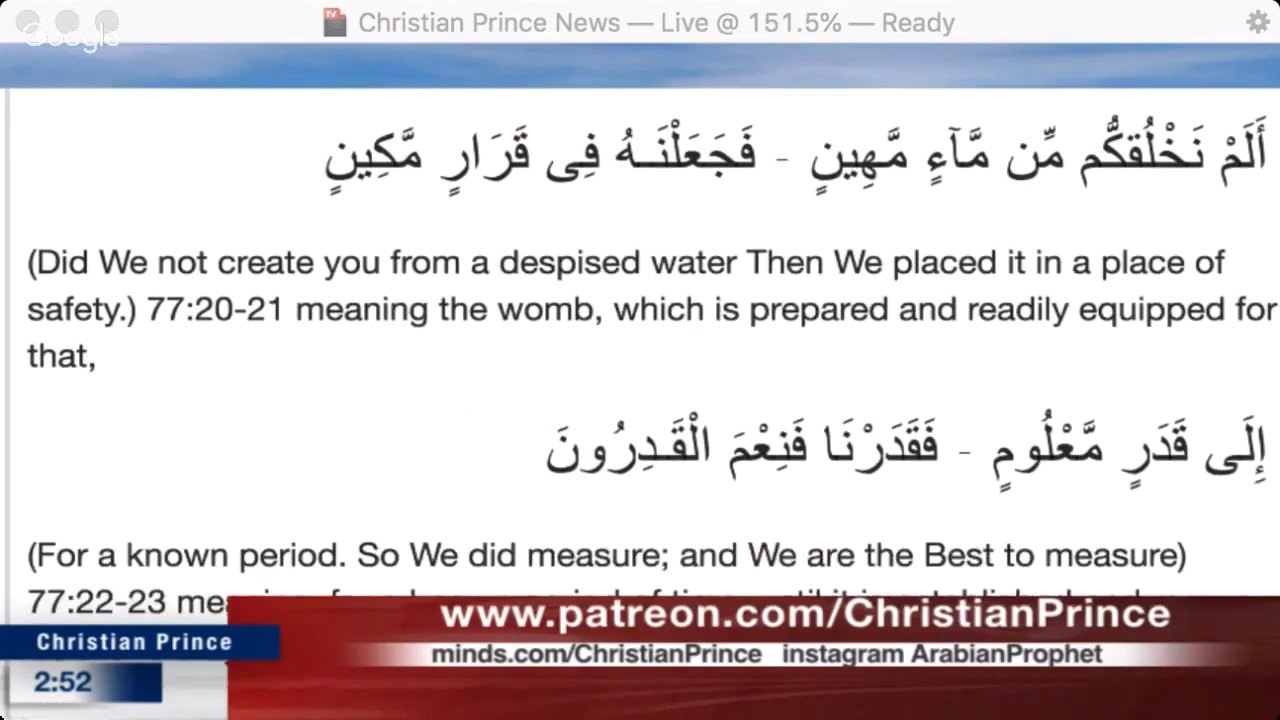 Christian Prince News — Live @ 151.5% — Ready
Google
أَلَمْ نَخْلُقكُّم مِّن مَّآءٍ مَّهِينٍ - فَجَعَلْنَـهُ فِى قَرَارٍ مَّكِينٍ
(Did We not create you from a despised water Then We placed it in a place of
safety.) 77:20-21 meaning the womb, which is prepared and readily equipped for
that,
إِلَى قَدَرٍ مَّعْلُومٍ - فَقَدَرْنَا فَنِعْمَ الْقَـدِرُونَ
(For a known period. So We did measure; and We are the Best to measure)
77:22-23
www.patreon.com/ChristianPrince
Christian Prince
minds.com/ChristianPrince instagram ArabianProphet
2:52